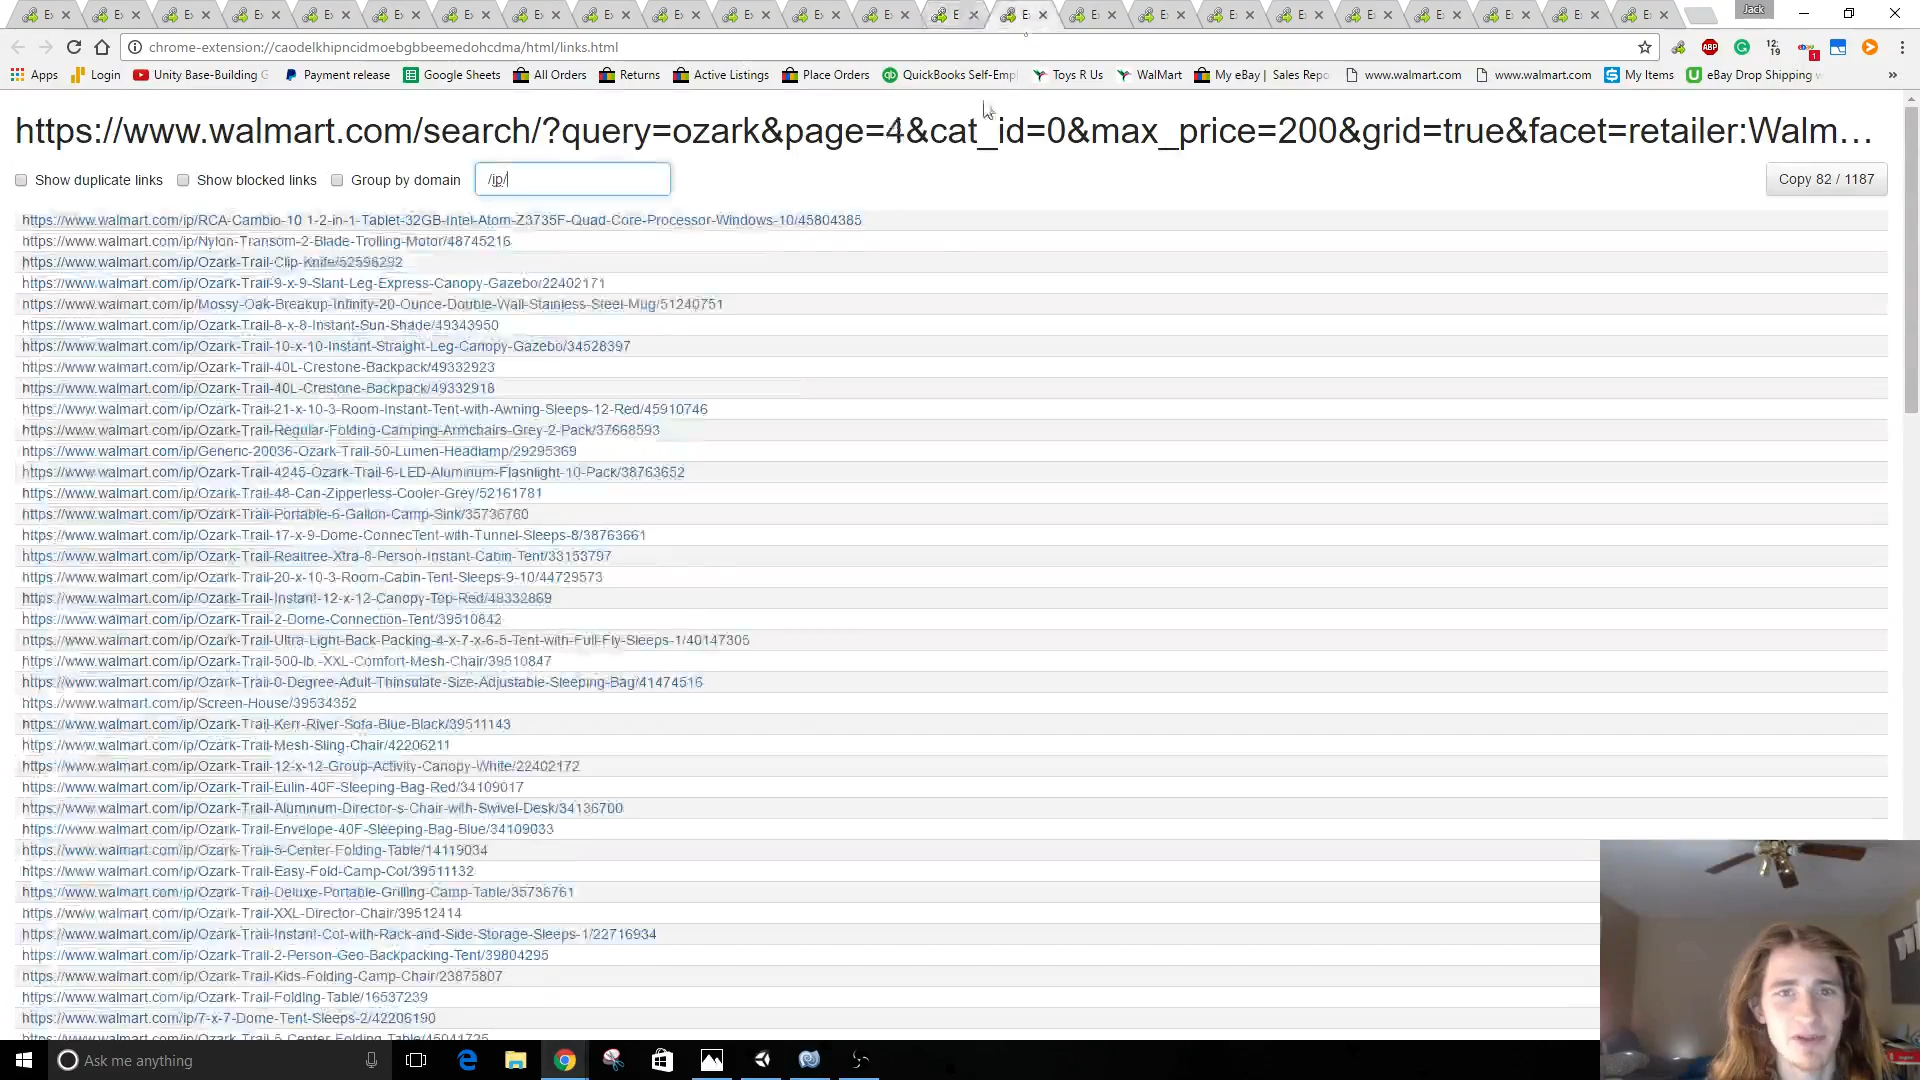 Jack
chrome-extension://caodelkhipncidmoebgbbeemedohcdma/html/links.html
12:
19
ABP
1
Apps
Login
Unity Base-Building G
Payment release
Google Sheets
All Orders
Returns
Active Listings
Place Orders
QuickBooks Self-Emp
Toys R Us
WalMart
My eBay | Sales Repo
www.walmart.com
www.walmart.com
My Items
eBay Drop Shipping
https://www.walmart.com/search/?query=ozark&page=4&cat_id=0&max_price=200&grid=true&facet=retailer:Walm...
Show duplicate links
Show blocked links
Group by domain
/ip/
Copy 82 / 1187
https://www.walmart.com/ip/RCA-Cambio-10 1-2-in-1-Tablet-32GB-Intel-Atom-Z3735F-Quad-Core-Processor-Windows-10/45804385
https://www.walmart.com/ip/Nylon-Transom-2-Blade-Trolling-Motor/48745216
https://www.walmart.com/ip/Ozark-Trail-Clip-Knife/52596292
https://www.walmart.com/ip/Ozark-Trail-9-x-9-Slant-Leg-Express-Canopy-Gazebo/22402171
https://www.walmart.com/ip/Mossy-Oak-Breakup-Infinity-20-Ounce-Double-Wall-Stainless-Steel-Mug/51240751
https://www.walmart.com/ip/Ozark-Trail-8-x-8-Instant-Sun-Shade/49343950
https://www.walmart.com/ip/Ozark-Trail-10-x-10-Instant-Straight-Leg-Canopy-Gazebo/34528397
https://www.walmart.com/ip/Ozark-Trail-40L-Crestone-Backpack/49332923
https://www.walmart.com/ip/Ozark-Trail-40L-Crestone-Backpack/49332918
https://www.walmart.com/ip/Ozark-Trail-21-x-10-3-Room-Instant-Tent-with-Awning-Sleeps-12-Red/45910746
https://www.walmart.com/ip/Ozark-Trail-Regular-Folding-Camping-Armchairs-Grey-2-Pack/37668593
https://www.walmart.com/ip/Generic-20036-Ozark-Trail-50-Lumen-Headlamp/29295369
https://www.walmart.com/ip/Ozark-Trail-4245-Ozark-Trail-6-LED-Aluminum-Flashlight-10-Pack/38763652
https://www.walmart.com/ip/Ozark-Trail-48-Can-Zipperless-Cooler-Grey/52161781
https://www.walmart.com/ip/Ozark-Trail-Portable-6-Gallon-Camp-Sink/35736760
https://www.walmart.com/ip/Ozark-Trail-17-x-9-Dome-ConnecTent-with-Tunnel-Sleeps-8/38763661
https://www.walmart.com/ip/Ozark-Trail-Realtree-Xtra-8-Person-Instant-Cabin-Tent/33153797
https://www.walmart.com/ip/Ozark-Trail-20-x-10-3-Room-Cabin-Tent-Sleeps-9-10/44729573
https://www.walmart.com/ip/Ozark-Trail-Instant-12-x-12-Canopy-Top-Red/49332869
https://www.walmart.com/ip/Ozark-Trail-2-Dome-Connection-Tent/39510842
https://www.walmart.com/ip/Ozark-Trail-Ultra-Light-Back-Packing-4-x-7-x-6-5-Tent-with-Full-Fly-Sleeps-1/40147305
https://www.walmart.com/ip/Ozark-Trail-500-lb.-XXL-Comfort-Mesh-Chair/39510847
https://www.walmart.com/ip/Ozark-Trail-0-Degree-Adult-Thinsulate-Size-Adjustable-Sleeping-Bag/41474516
https://www.walmart.com/ip/Screen-House/39534352
https://www.walmart.com/ip/Ozark-Trail-Kerr-River-Sofa-Blue-Black/39511143
https://www.walmart.com/ip/Ozark-Trail-Mesh-Sling-Chair/42206211
https://www.walmart.com/ip/Ozark-Trail-12-x-12-Group-Activity-Canopy-White/22402172
https://www.walmart.com/ip/Ozark-Trail-Eulin-40F-Sleeping-Bag-Red/34109017
https://www.walmart.com/ip/Ozark-Trail-Aluminum-Director-s-Chair-with-Swivel-Desk/34136700
https://www.walmart.com/ip/Ozark-Trail-Envelope-40F-Sleeping-Bag-Blue/34109033
https://www.walmart.com/ip/Ozark-Trail-5-Center-Folding-Table/14119034
https://www.walmart.com/ip/Ozark-Trail-Easy-Fold-Camp-Cot/39511132
https://www.walmart.com/ip/Ozark-Trail-Deluxe-Portable-Grilling-Camp-Table/35736761
https://www.walmart.com/ip/Ozark-Trail-XXL-Director-Chair/39512414
https://www.walmart.com/ip/Ozark-Trail-Instant-Cot-with-Rack-and-Side-Storage-Sleeps-1/22716934
https://www.walmart.com/ip/Ozark-Trail-2-Person-Geo-Backpacking-Tent/39804295
https://www.walmart.com/ip/Ozark-Trail-Kids-Folding-Camp-Chair/23875807
https://www.walmart.com/ip/Ozark-Trail-Folding-Table/16537239
https://www.walmart.com/ip/7-x-7-Dome-Tent-Sleeps-2/42206190
https://www.walmart.com/ip/Ozark-Trail-5-Center-Folding-Table/
Ask me anything